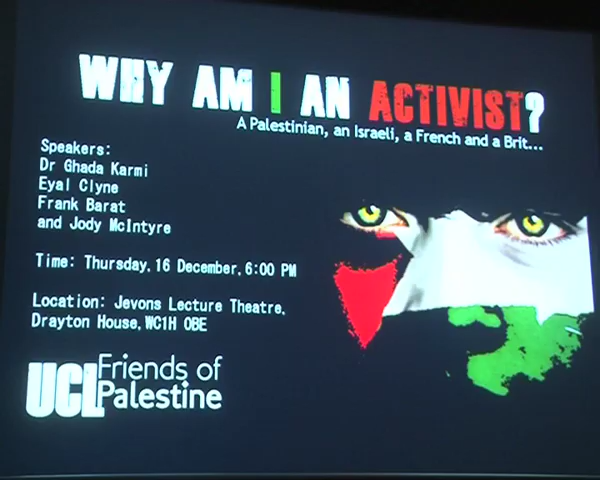 WHY AM I AN ACTIVIST?
A Palestinian, an Israeli, a French and a Brit...
Speakers:
Dr Ghada Karmi
Eyal Clyne
Frank Barat
and Jody McIntyre
Time: Thursday, 16 December, 6:00 PM
Location: Jevons Lecture Theatre,
Drayton House, WC1H 0BE
UCL Friends of
Palestine